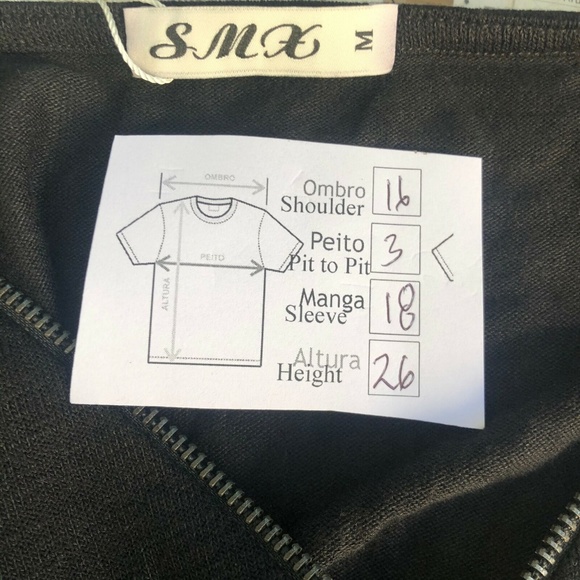 SMX M
OMBRO
PEITO
ALTURA
Ombro
Shoulder 16
Peito
Pit to Pit 3
Manga
Sleeve 18
Altura
Height 26